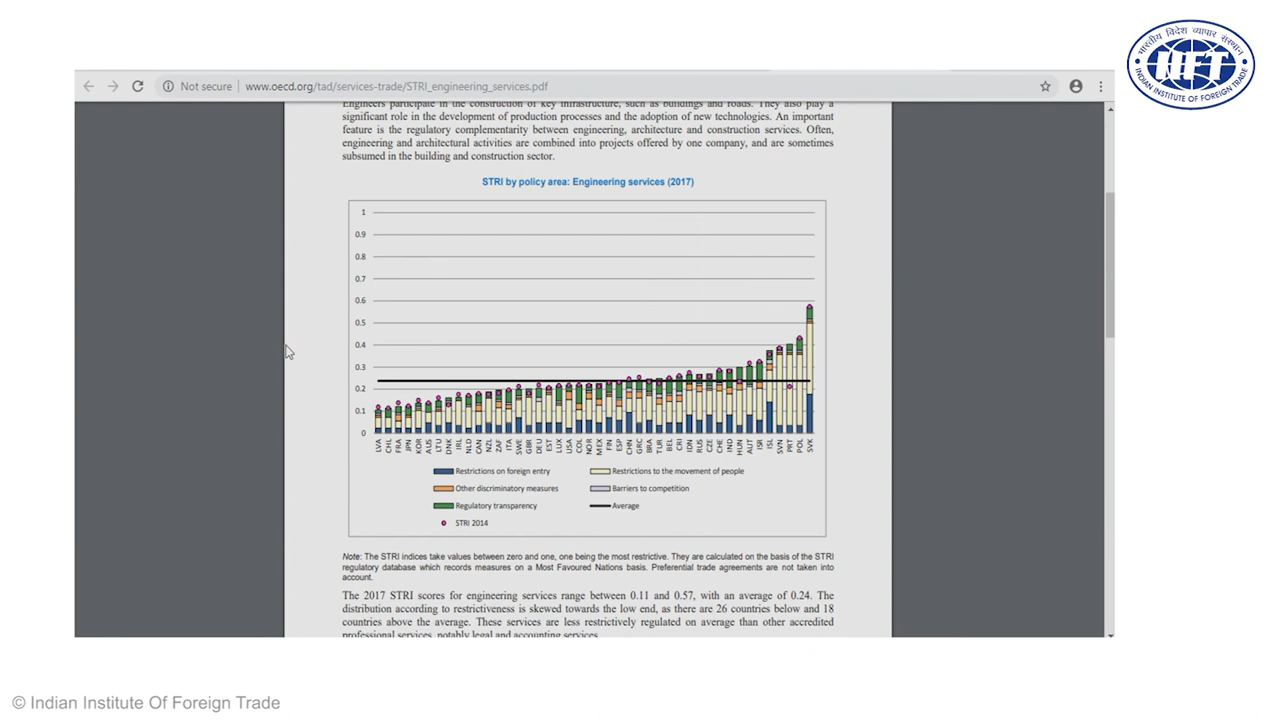 भारतीय विदेश व्यापार संस्थान
IIFT
INDIAN INSTITUTE OF FOREIGN TRADE
Not secure | www.oecd.org/tad/services-trade/STRI_engineering_services.pdf
Engineers participate in the construction of key infrastructure, such as buildings and roads. They also play a
significant role in the development of production processes and the adoption of new technologies. An important
feature is the regulatory complementarity between engineering, architecture and construction services. Often,
engineering and architectural activities are combined into projects offered by one company, and are sometimes
subsumed in the building and construction sector.
STRI by policy area: Engineering services (2017)
1
0.9
0.8
0.7
0.6
0.5
0.4
0.3
0.2
0.1
0
LVA CHL FRA JPN KOR AUS LTU DNK IRL NLD CAN NZL ZAF ITA SWE GBR DEU EST LUX USA COL NOR MEX FIN ESP CHN GRC BRA TUR BEL CRI IDN RUS CZE CHE IND HUN AUT ISR ISL SVN PRT POL SVK
Restrictions on foreign entry Restrictions to the movement of people
Other discriminatory measures Barriers to competition
Regulatory transparency Average
STRI 2014
Note: The STRI indices take values between zero and one, one being the most restrictive. They are calculated on the basis of the STRI
regulatory database which records measures on a Most Favoured Nations basis. Preferential trade agreements are not taken into
account.
The 2017 STRI scores for engineering services range between 0.11 and 0.57, with an average of 0.24. The
distribution according to restrictiveness is skewed towards the low end, as there are 26 countries below and 18
countries above the average. These services are less restrictively regulated on average than other accredited
professional services, notably legal and accounting services.
© Indian Institute Of Foreign Trade